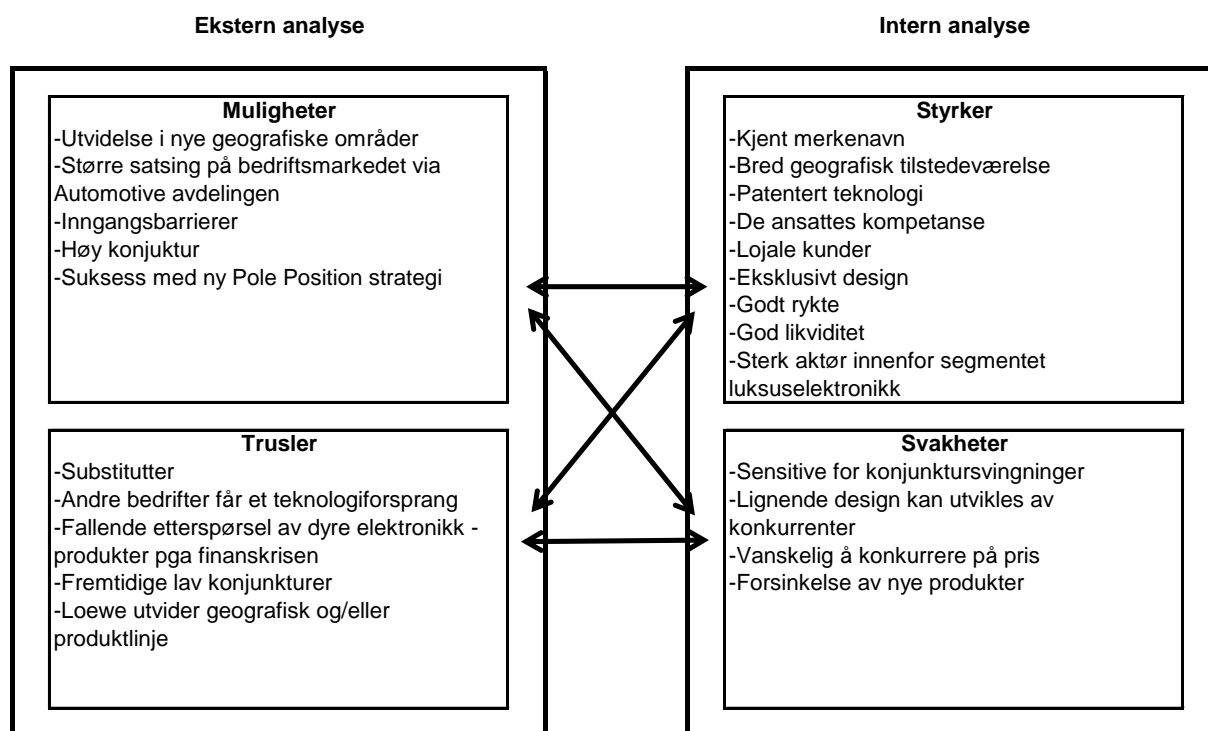 Ekstern analyse
Intern analyse
Muligheter
-Utvidelse i nye geografiske områder
-Større satsing på bedriftsmarkedet via
Automotive avdelingen
-Inngangsbarrierer
-Høy konjuktur
-Suksess med ny Pole Position strategi
Styrker
-Kjent merkenavn
-Bred geografisk tilstedeværelse
-Patentert teknologi
-De ansattes kompetanse
-Lojale kunder
-Eksklusivt design
-Godt rykte
-God likviditet
-Sterk aktør innenfor segmentet
luksuselektronikk
Trusler
-Substitutter
-Andre bedrifter får et teknologiforsprang
-Fallende etterspørsel av dyre elektronikk -
produkter pga finanskrisen
-Fremtidige lav konjunkturer
-Loewe utvider geografisk og/eller
produktlinje
Svakheter
-Sensitive for konjunktursvingninger
-Lignende design kan utvikles av
konkurrenter
-Vanskelig å konkurrere på pris
-Forsinkelse av nye produkter